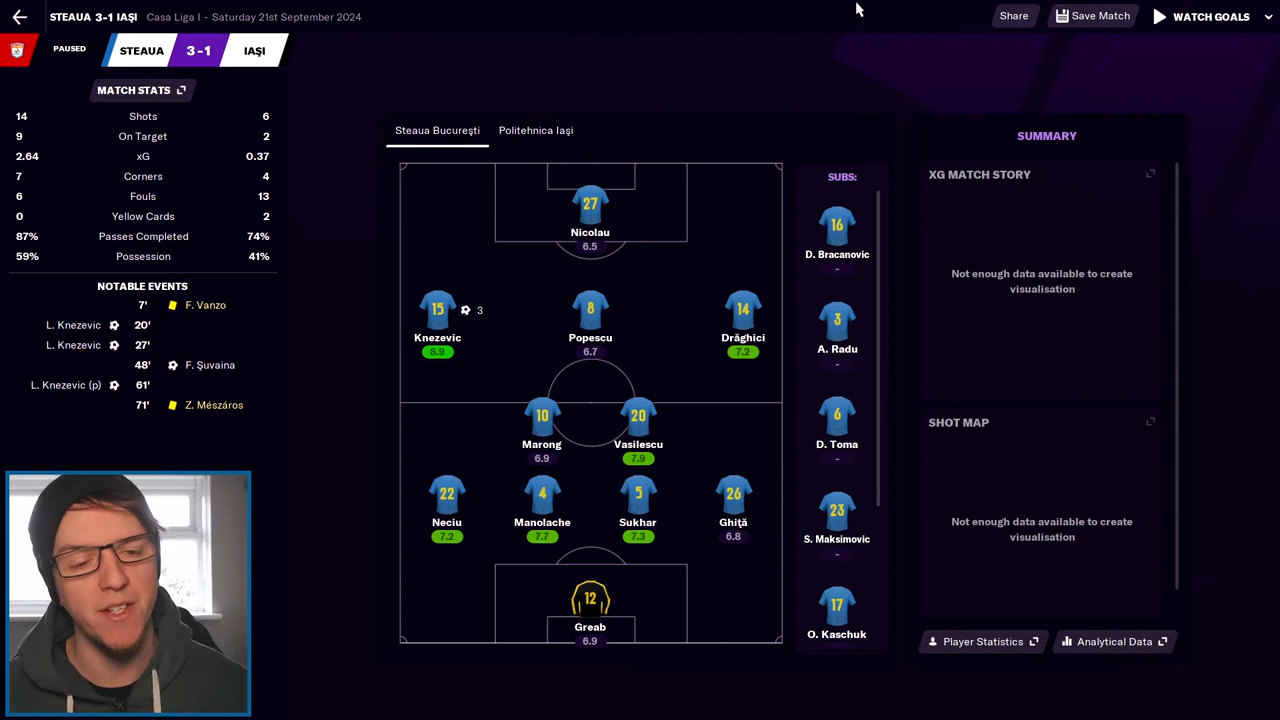 STEAUA 3-1 IAŞI
Casa Liga I - Saturday 21st September 2024
Share
Save Match
WATCH GOALS
PAUSED
STEAUA
3 - 1
IAŞI
MATCH STATS
14 Shots 6
9 On Target 2
2.64 xG 0.37
7 Corners 4
6 Fouls 13
0 Yellow Cards 2
87% Passes Completed 74%
59% Possession 41%
NOTABLE EVENTS
7' F. Vanzo
L. Knezevic 20'
L. Knezevic 27'
48' F. Şuvaina
L. Knezevic (p) 61'
71' Z. Mészáros
Steaua Bucureşti
Politehnica Iaşi
27
Nicolau
6.5
15 3
Knezevic
8.9
8
Popescu
6.7
14
Drăghici
7.2
10
Marong
6.9
20
Vasilescu
7.9
22
Neciu
7.2
4
Manolache
7.7
5
Sukhar
7.3
26
Ghiţă
6.8
12
Greab
6.9
SUBS:
16
D. Bracanovic
-
3
A. Radu
-
6
D. Toma
-
23
S. Maksimovic
-
17
O. Kaschuk
SUMMARY
XG MATCH STORY
Not enough data available to create
visualisation
SHOT MAP
Not enough data available to create
visualisation
Player Statistics
Analytical Data